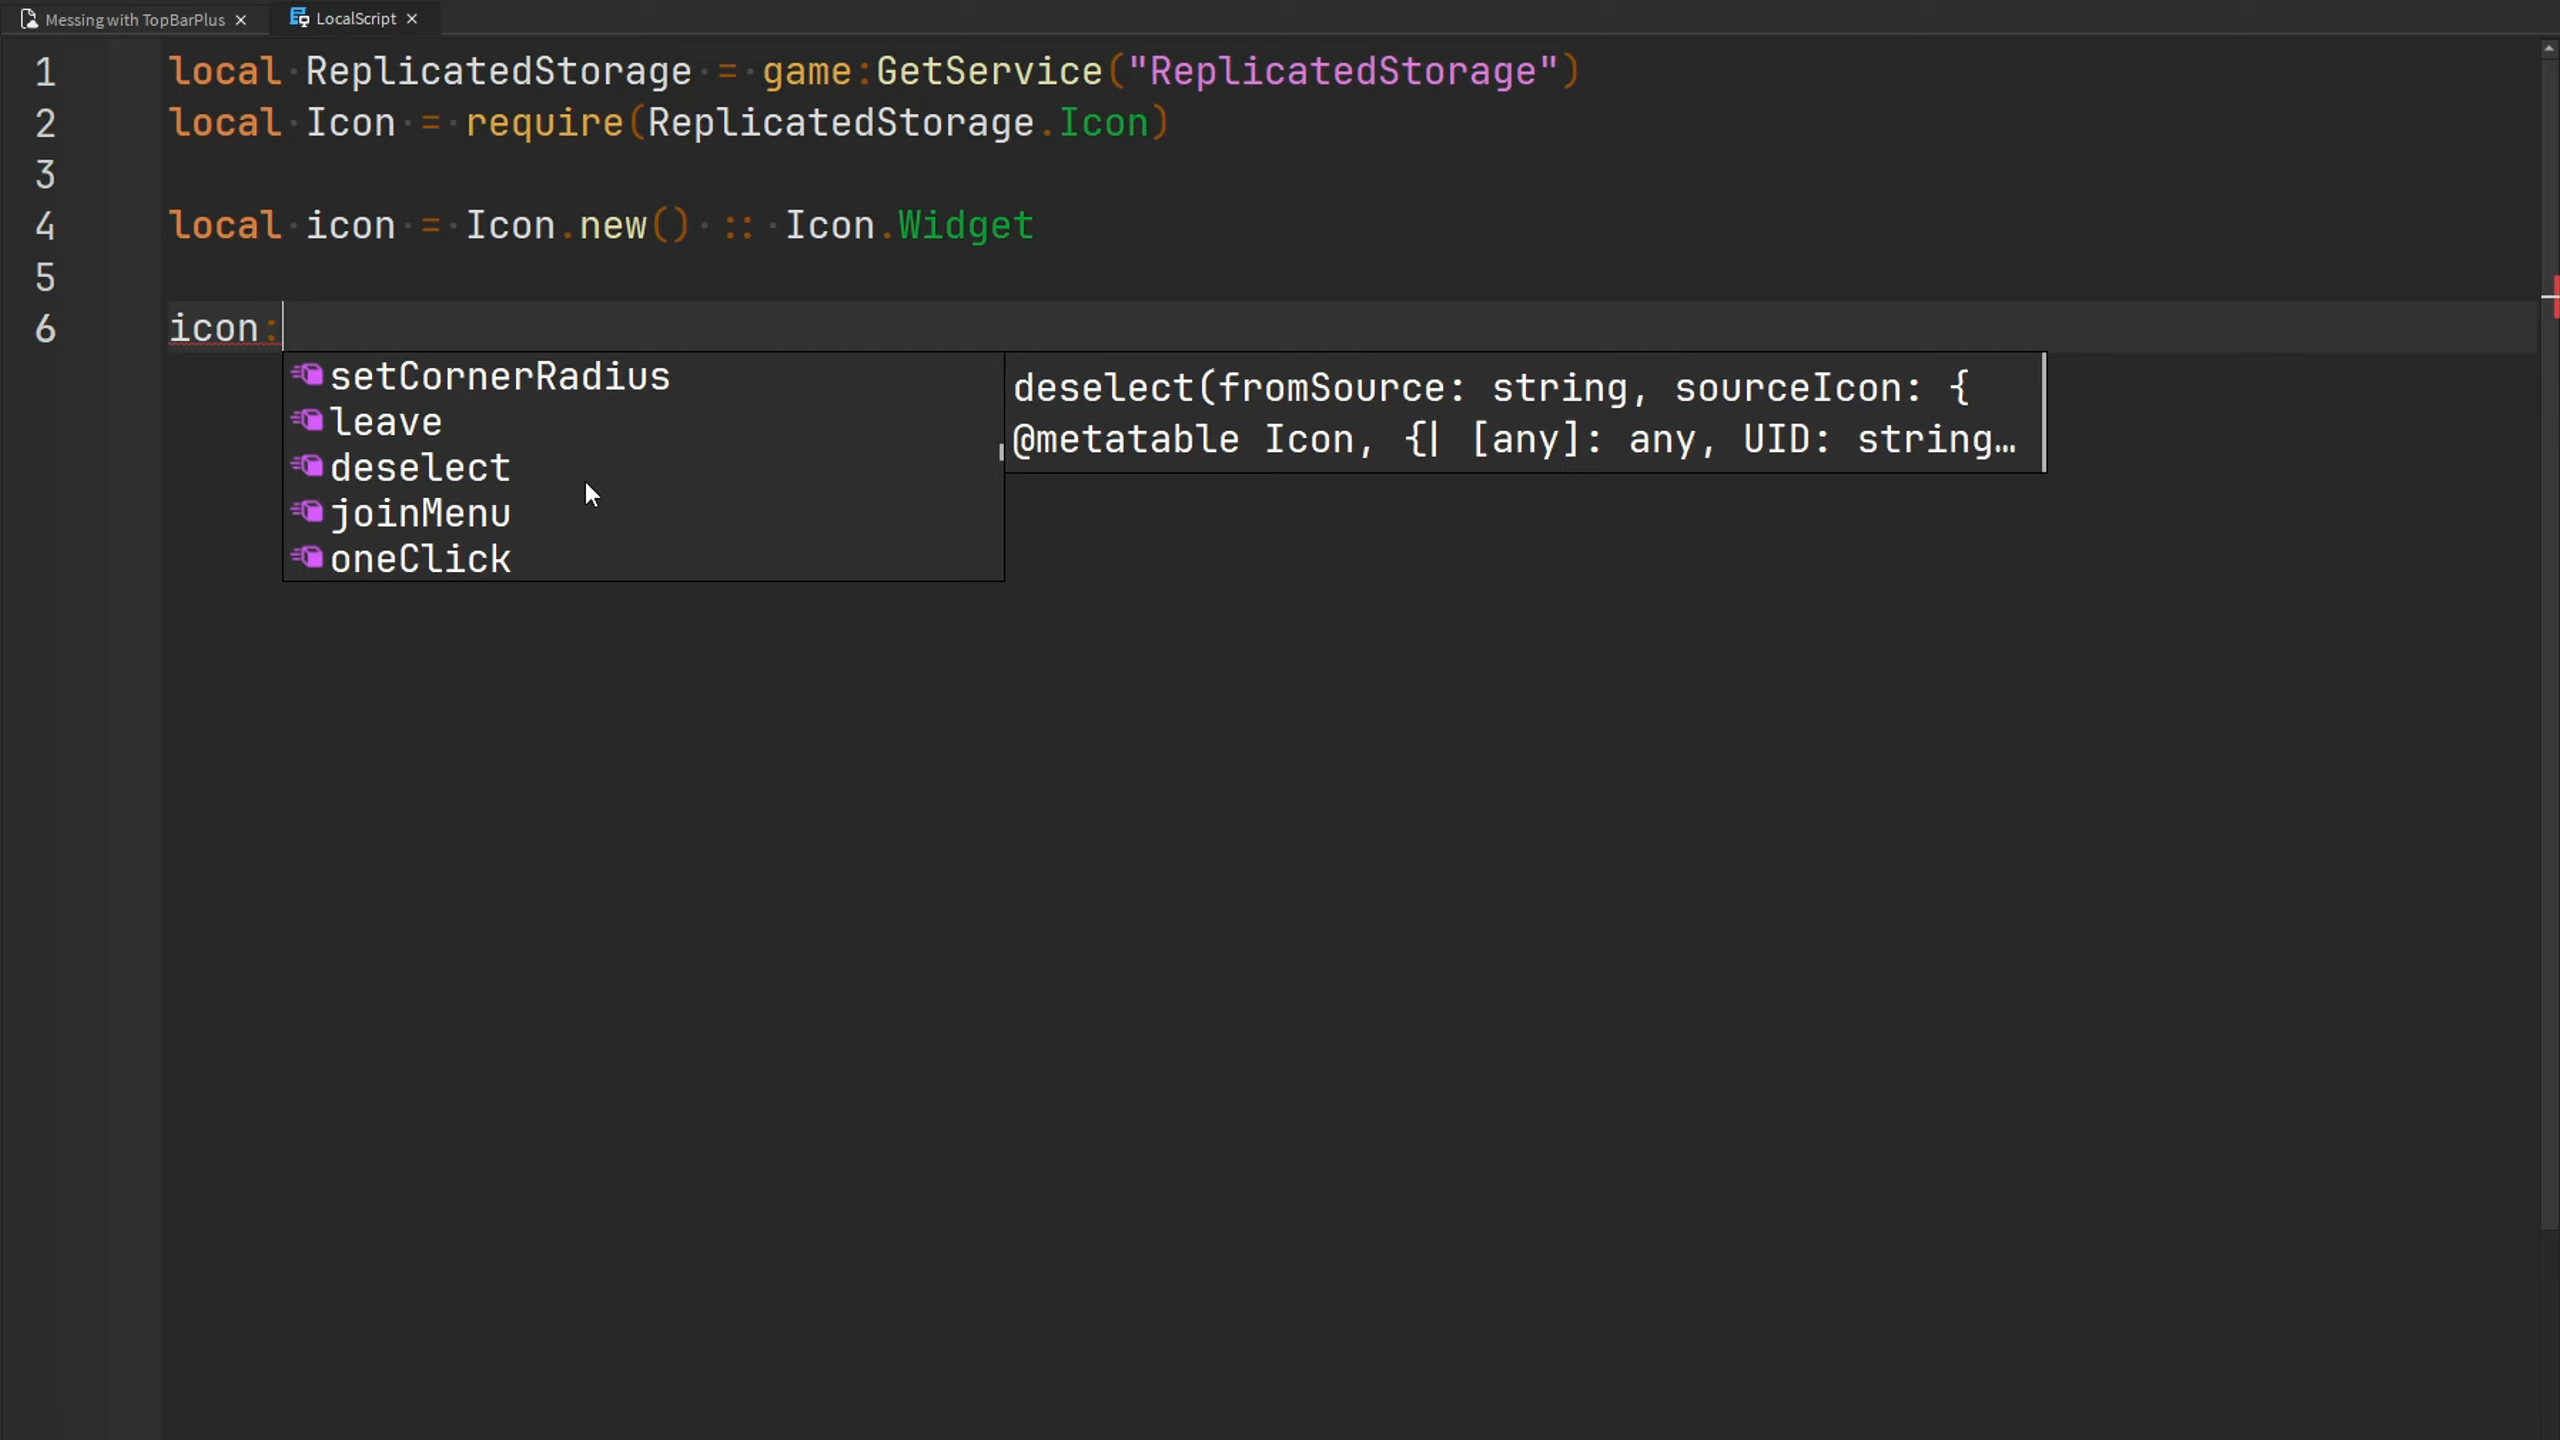 Messing with TopBarPlus × LocalScript ×
1 local ReplicatedStorage = game:GetService("ReplicatedStorage")
2 local Icon = require(ReplicatedStorage.Icon)
3
4 local icon = Icon.new() :: Icon.Widget
5
6 icon:
setCornerRadius
leave
deselect
joinMenu
oneClick
deselect(fromSource: string, sourceIcon: {
@metatable Icon, {| [any]: any, UID: string…